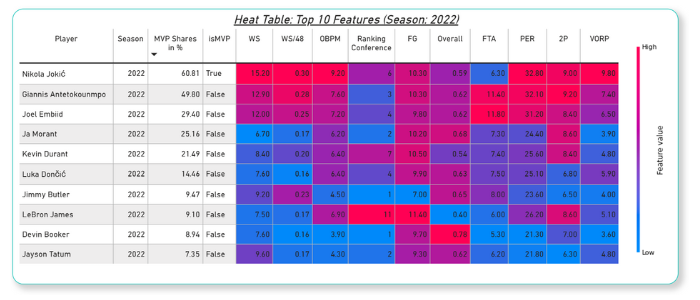 Heat Table: Top 10 Features (Season: 2022)
Player Season MVP Shares in % isMVP WS WS/48 OBPM Ranking Conference FG Overall FTA PER 2P VORP
Nikola Jokić 2022 60.81 True 15.20 0.30 9.20 6 10.30 0.59 6.30 32.80 9.00 9.80
Giannis Antetokounmpo 2022 49.80 False 12.90 0.28 7.60 3 10.30 0.62 11.40 32.10 9.20 7.40
Joel Embiid 2022 29.40 False 12.00 0.25 7.20 4 9.80 0.62 11.80 31.20 8.40 6.50
Ja Morant 2022 25.16 False 6.70 0.17 6.20 2 10.20 0.68 7.30 24.40 8.60 3.90
Kevin Durant 2022 21.49 False 8.40 0.20 6.40 7 10.50 0.54 7.40 25.60 8.40 4.80
Luka Dončić 2022 14.46 False 7.60 0.16 6.40 4 9.90 0.63 7.50 25.10 6.80 5.90
Jimmy Butler 2022 9.47 False 9.20 0.23 4.50 1 7.00 0.65 8.00 23.60 6.50 4.00
LeBron James 2022 9.10 False 7.50 0.17 6.90 11 11.40 0.40 6.00 26.20 8.60 5.10
Devin Booker 2022 8.94 False 7.60 0.16 3.90 1 9.70 0.78 5.30 21.30 7.00 3.60
Jayson Tatum 2022 7.35 False 9.60 0.17 4.30 2 9.30 0.62 6.20 21.80 6.30 4.80
High
Feature value
Low